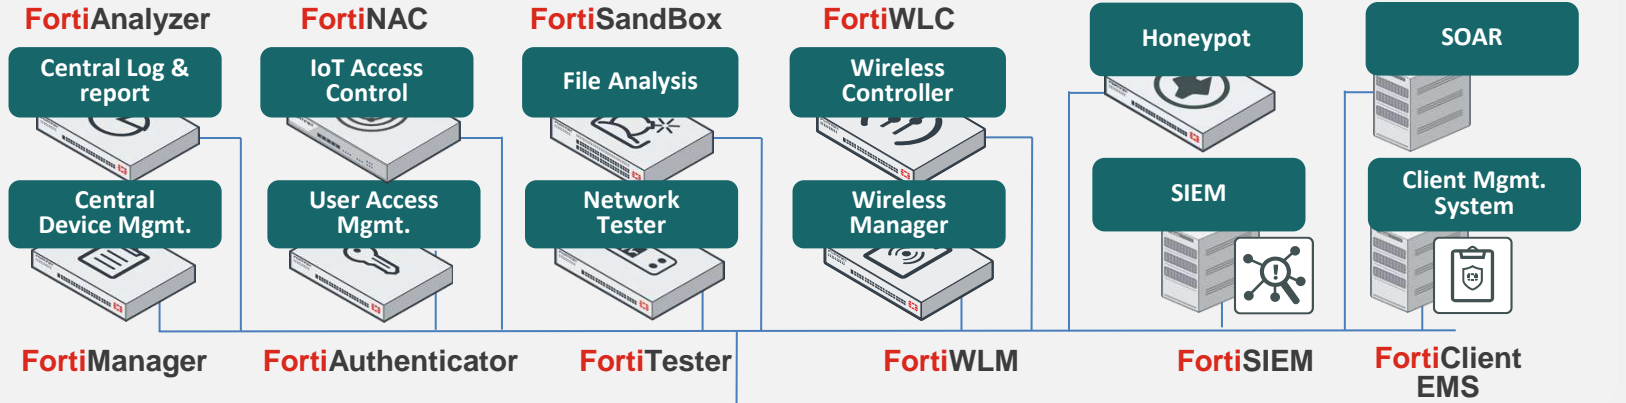 FortiAnalyzer
FortiNAC
FortiSandBox
FortiWLC
Central Log &
report
IoT Access
Control
File Analysis
Wireless
Controller
Honeypot
SOAR
Central
Device Mgmt.
User Access
Mgmt.
Network
Tester
Wireless
Manager
SIEM
Client Mgmt.
System
FortiManager
FortiAuthenticator
FortiTester
FortiWLM
FortiSIEM
FortiClient
EMS